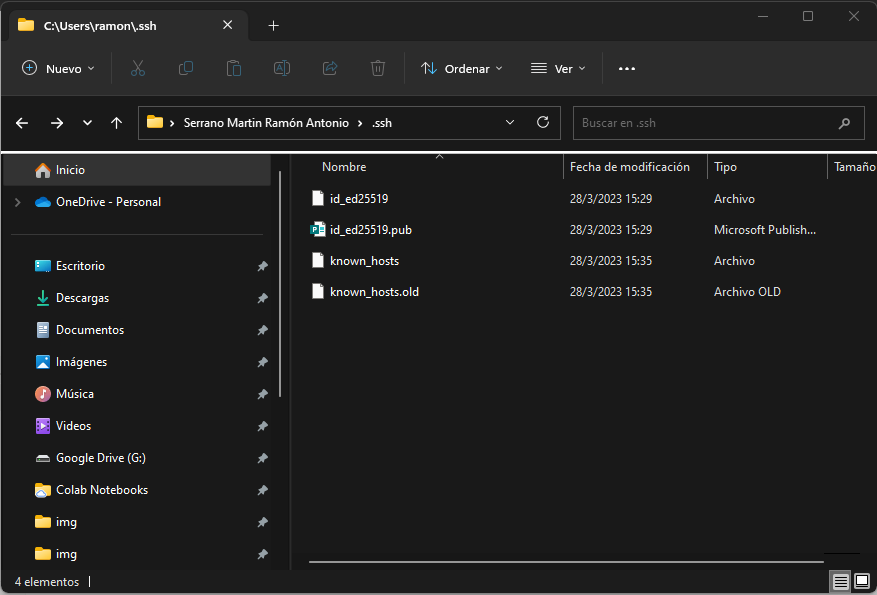 C:\Users\ramon\.ssh
Nuevo
Ordenar
Ver
Serrano Martin Ramón Antonio > .ssh
Buscar en .ssh
Inicio
OneDrive - Personal
Escritorio
Descargas
Documentos
Imágenes
Música
Videos
Google Drive (G:)
Colab Notebooks
img
img
Nombre Fecha de modificación Tipo Tamaño
id_ed25519 28/3/2023 15:29 Archivo
id_ed25519.pub 28/3/2023 15:29 Microsoft Publish...
known_hosts 28/3/2023 15:35 Archivo
known_hosts.old 28/3/2023 15:35 Archivo OLD
4 elementos